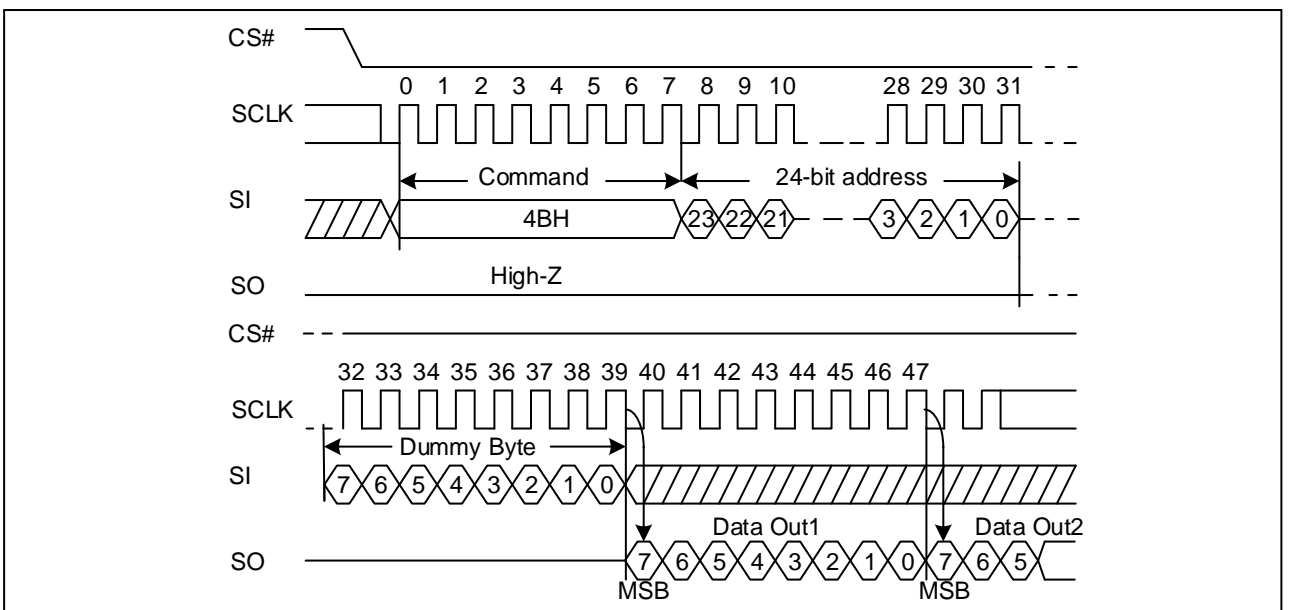 CS#
0 1 2 3 4 5 6 7 8 9 10 28 29 30 31
SCLK
Command 24-bit address
SI
4BH 23 22 21 3 2 1 0
High-Z
SO
CS#
32 33 34 35 36 37 38 39 40 41 42 43 44 45 46 47
SCLK
Dummy Byte
SI
7 6 5 4 3 2 1 0
Data Out1 Data Out2
SO
7 6 5 4 3 2 1 0 7 6 5
MSB MSB